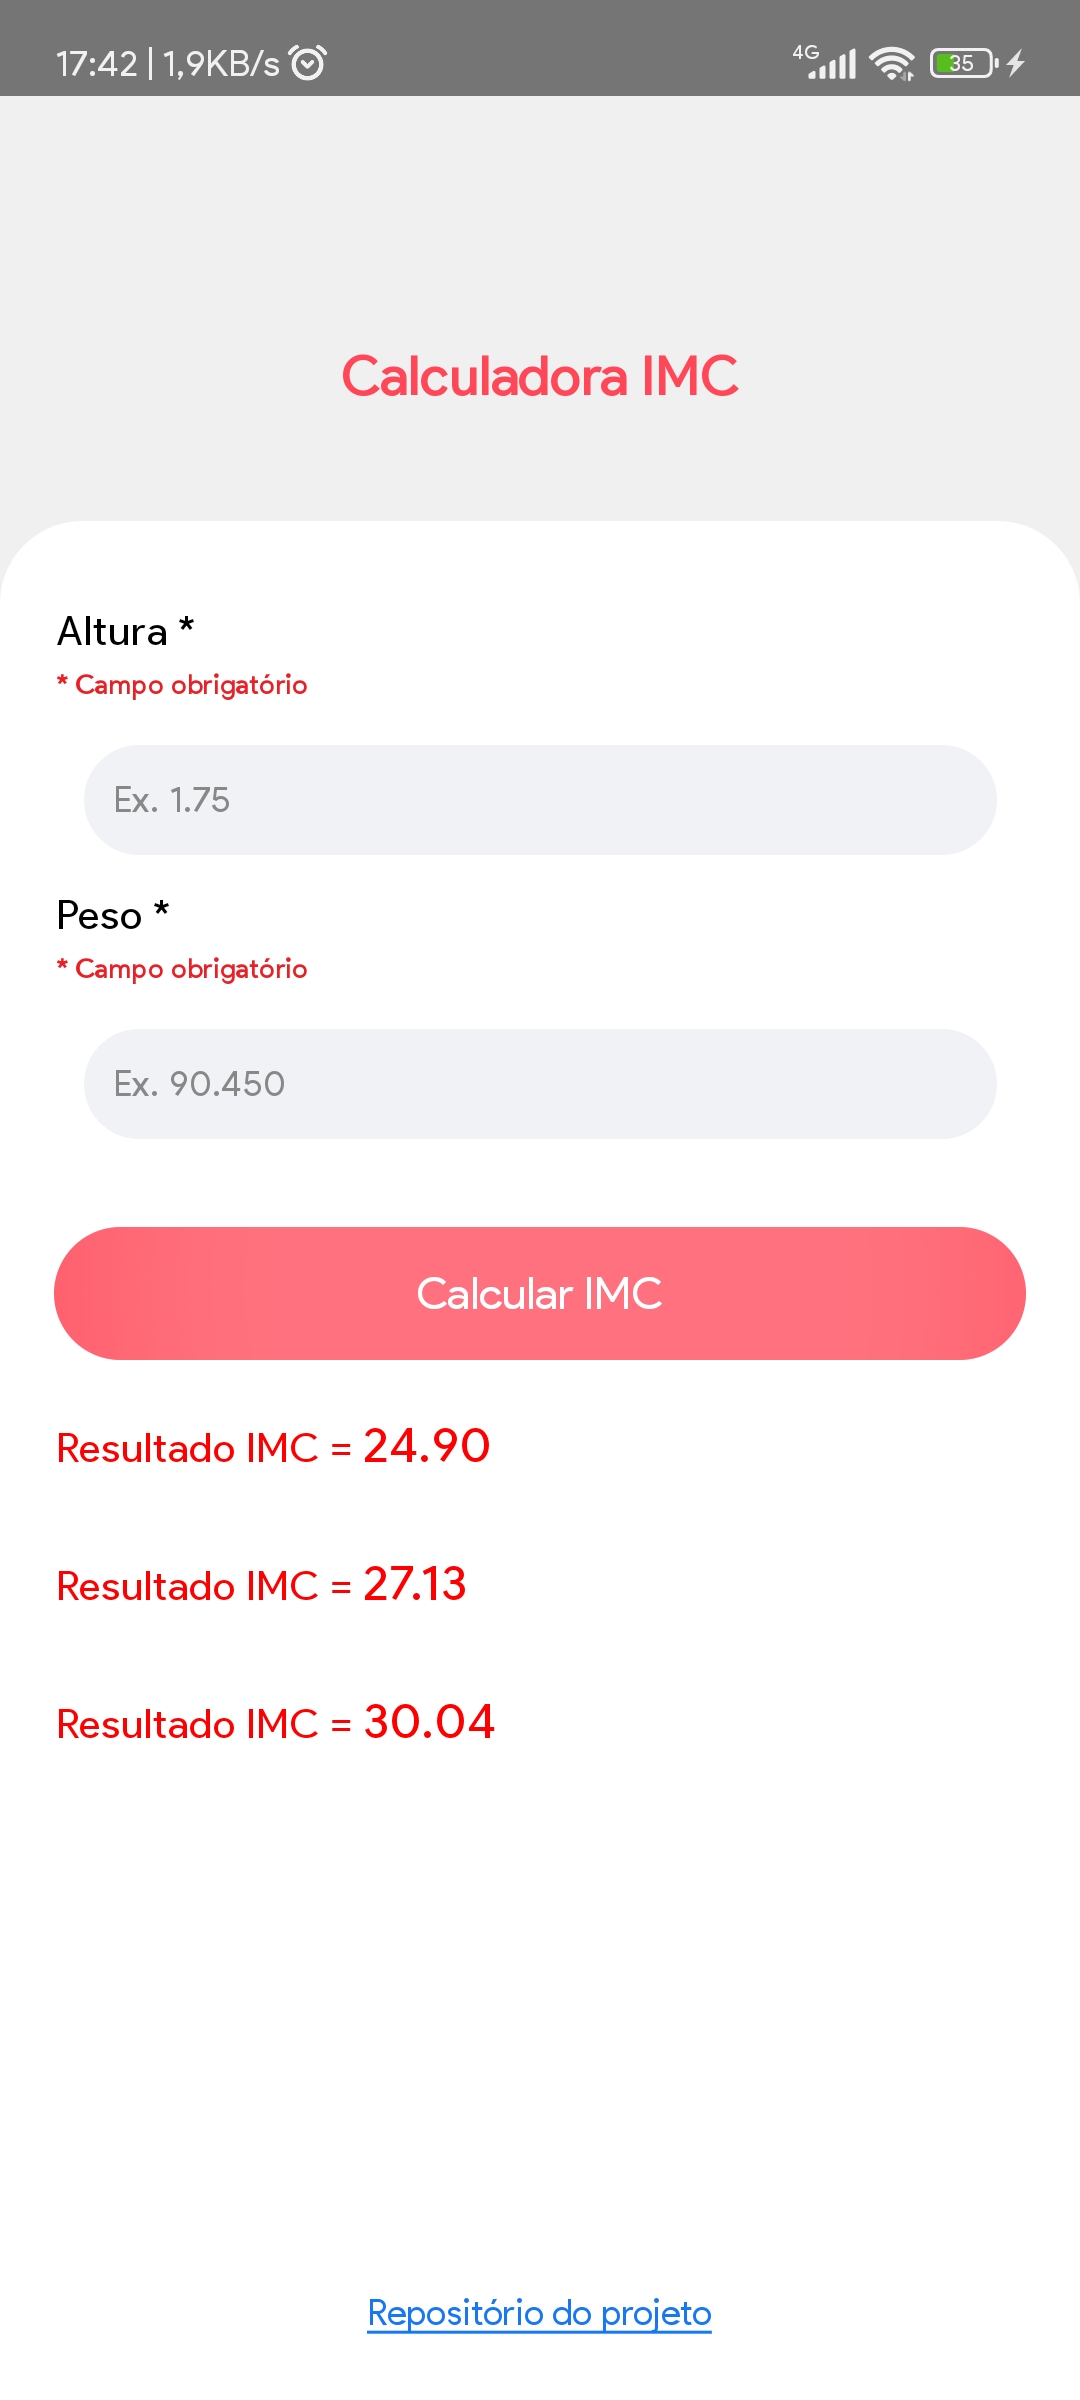 17:42 | 1,9KB/s 4G 35
Calculadora IMC
Altura *
* Campo obrigatório
Ex. 1.75
Peso *
* Campo obrigatório
Ex. 90.450
Calcular IMC
Resultado IMC = 24.90
Resultado IMC = 27.13
Resultado IMC = 30.04
Repositório do projeto